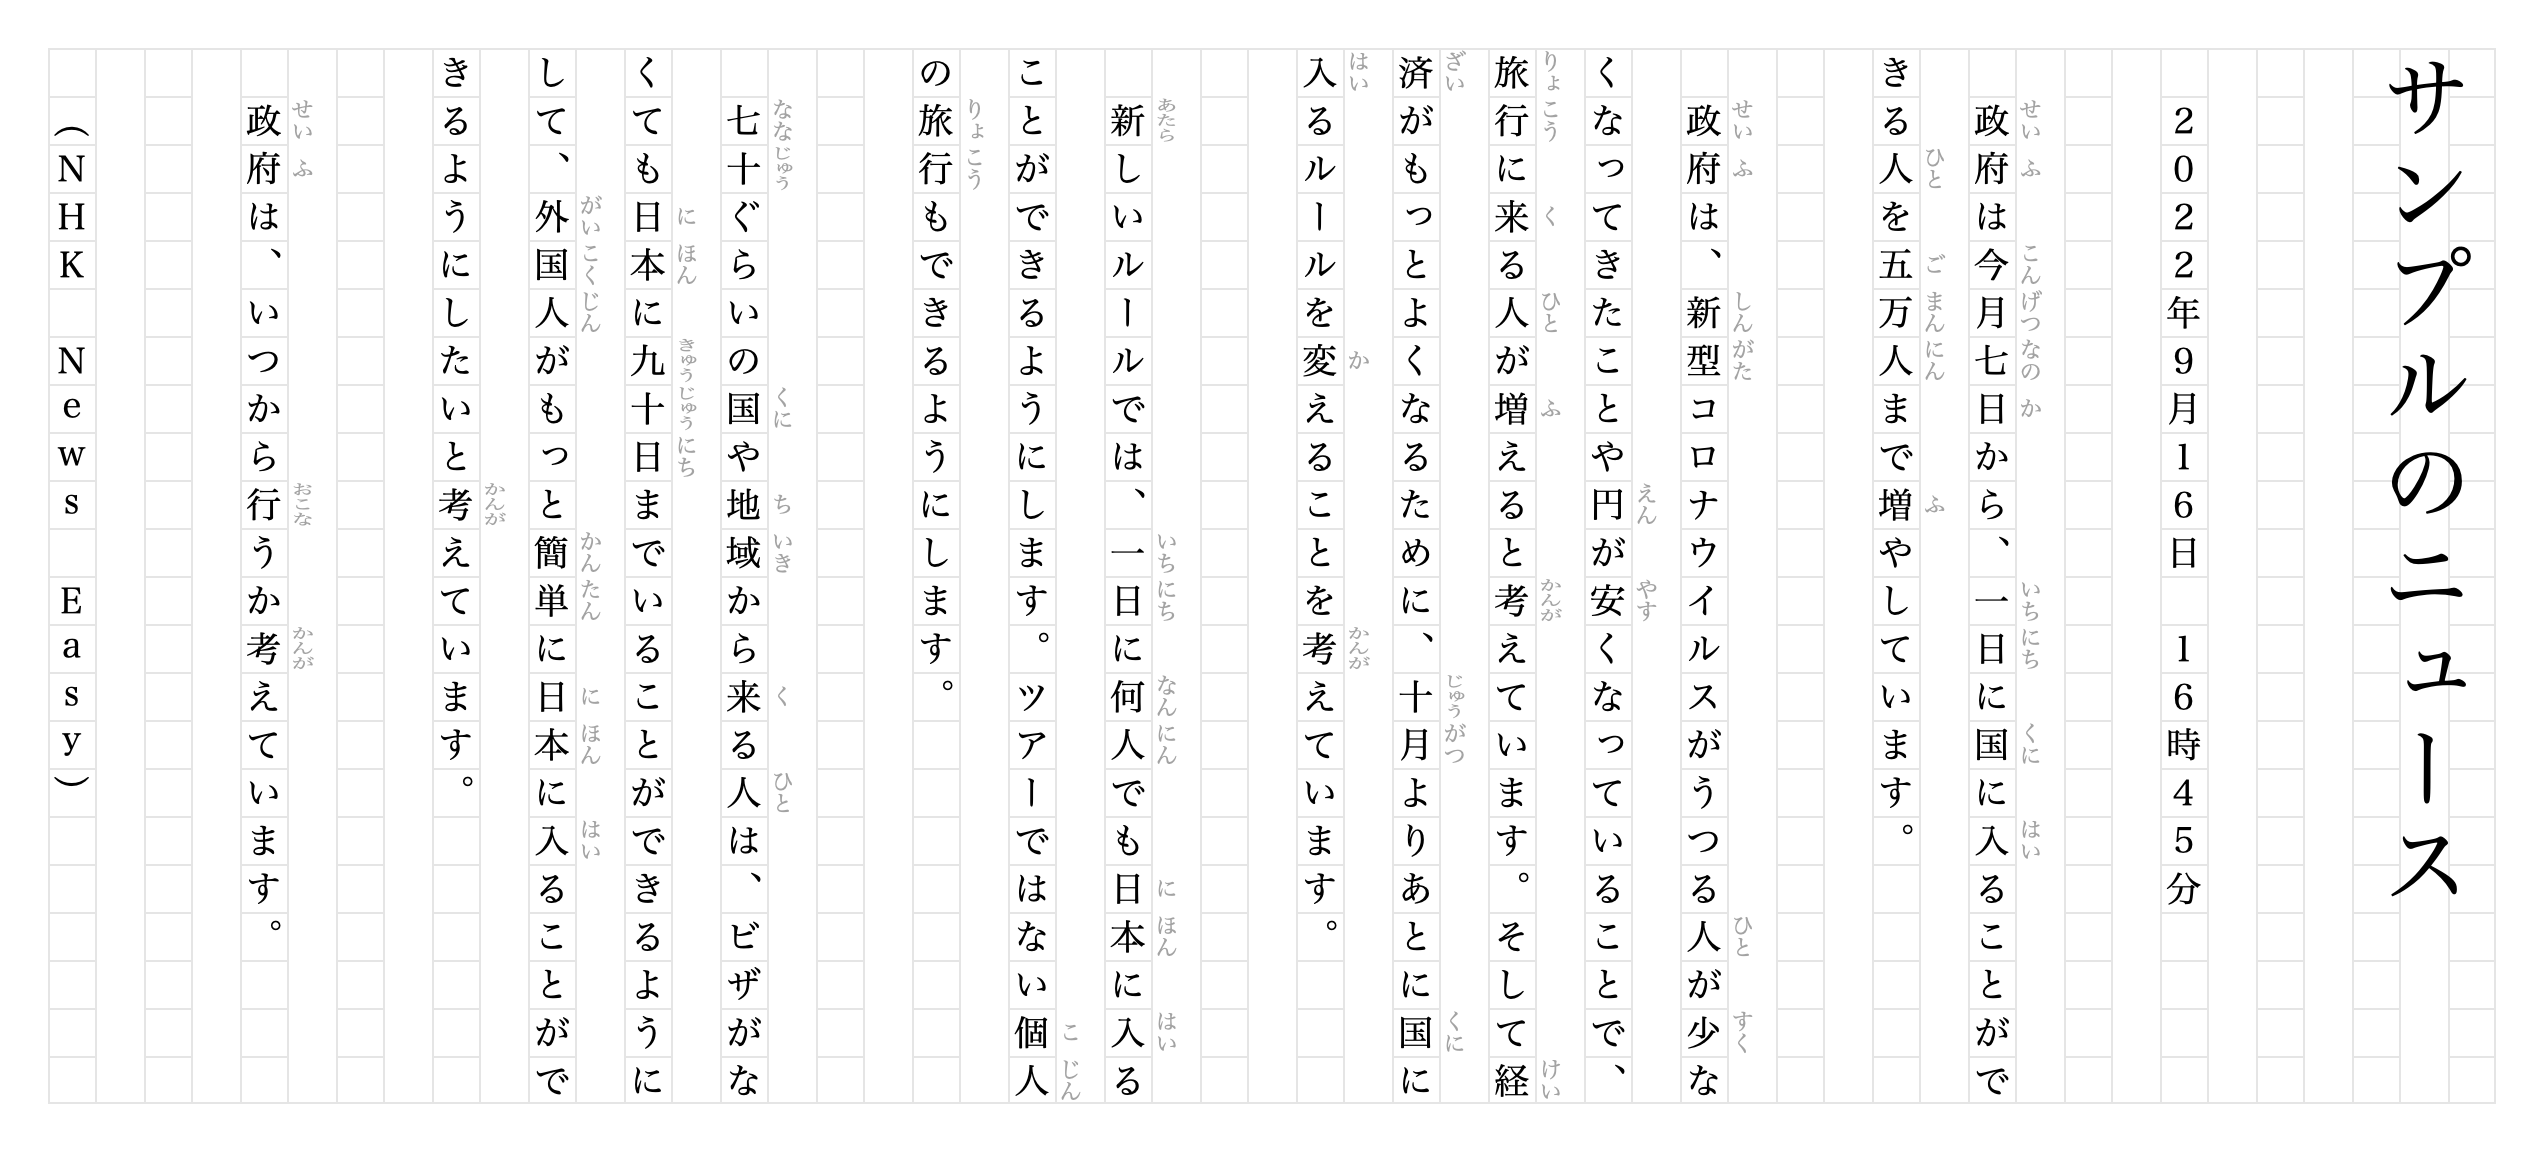 サンプルのニュース
2022年9月16日　16時45分
政府は今月七日から、一日に国に入ることがで
きる人を五万人まで増やしています。
政府は、新型コロナウイルスがうつる人が少な
くなってきたことや円が安くなっていることで、
旅行に来る人が増えると考えています。そして経
済がもっとよくなるために、十月よりあとに国に
入るルールを変えることを考えています。
新しいルールでは、一日に何人でも日本に入る
ことができるようにします。ツアーではない個人
の旅行もできるようにします。
七十ぐらいの国や地域から来る人は、ビザがな
くても日本に九十日までいることができるように
して、外国人がもっと簡単に日本に入ることがで
きるようにしたいと考えています。
政府は、いつから行うか考えています。
（NHK News Easy）